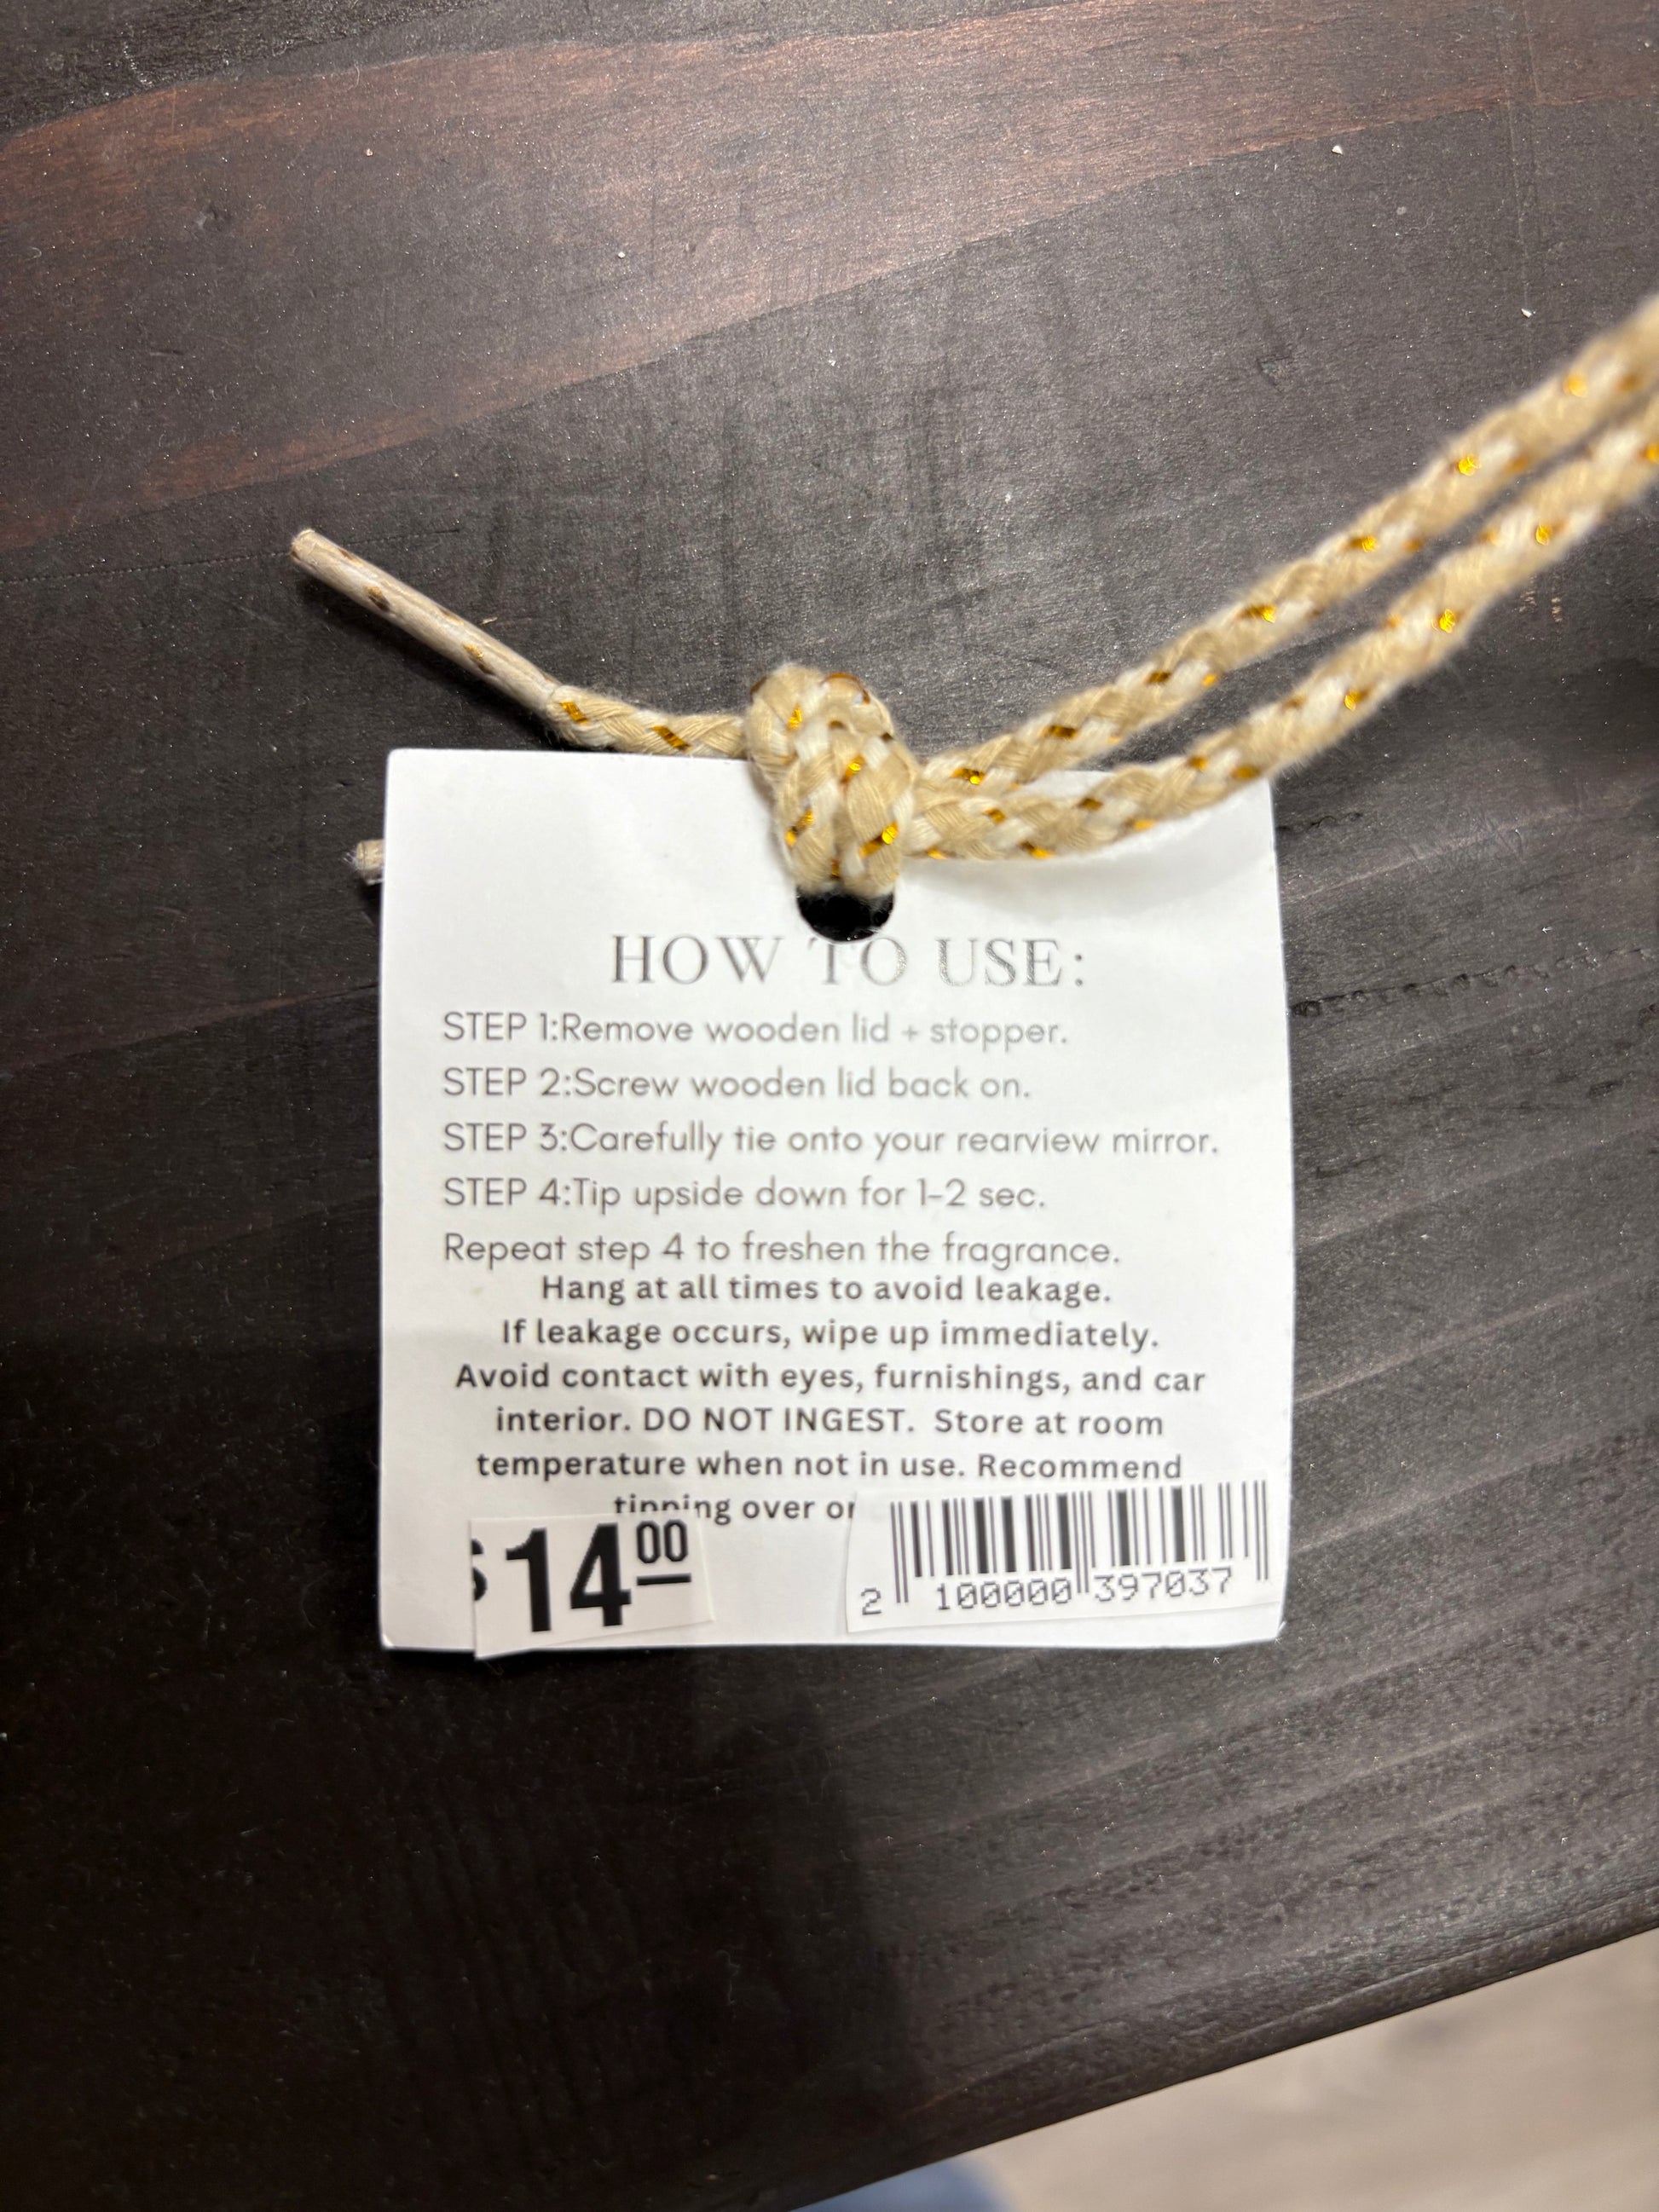 HOW TO USE:
STEP 1:Remove wooden lid + stopper.
STEP 2:Screw wooden lid back on.
STEP 3:Carefully tie onto your rearview mirror.
STEP 4:Tip upside down for 1-2 sec.
Repeat step 4 to freshen the fragrance.
Hang at all times to avoid leakage.
If leakage occurs, wipe up immediately.
Avoid contact with eyes, furnishings, and car
interior. DO NOT INGEST. Store at room
temperature when not in use. Recommend
tipping over
$14 00
2 100000 397037